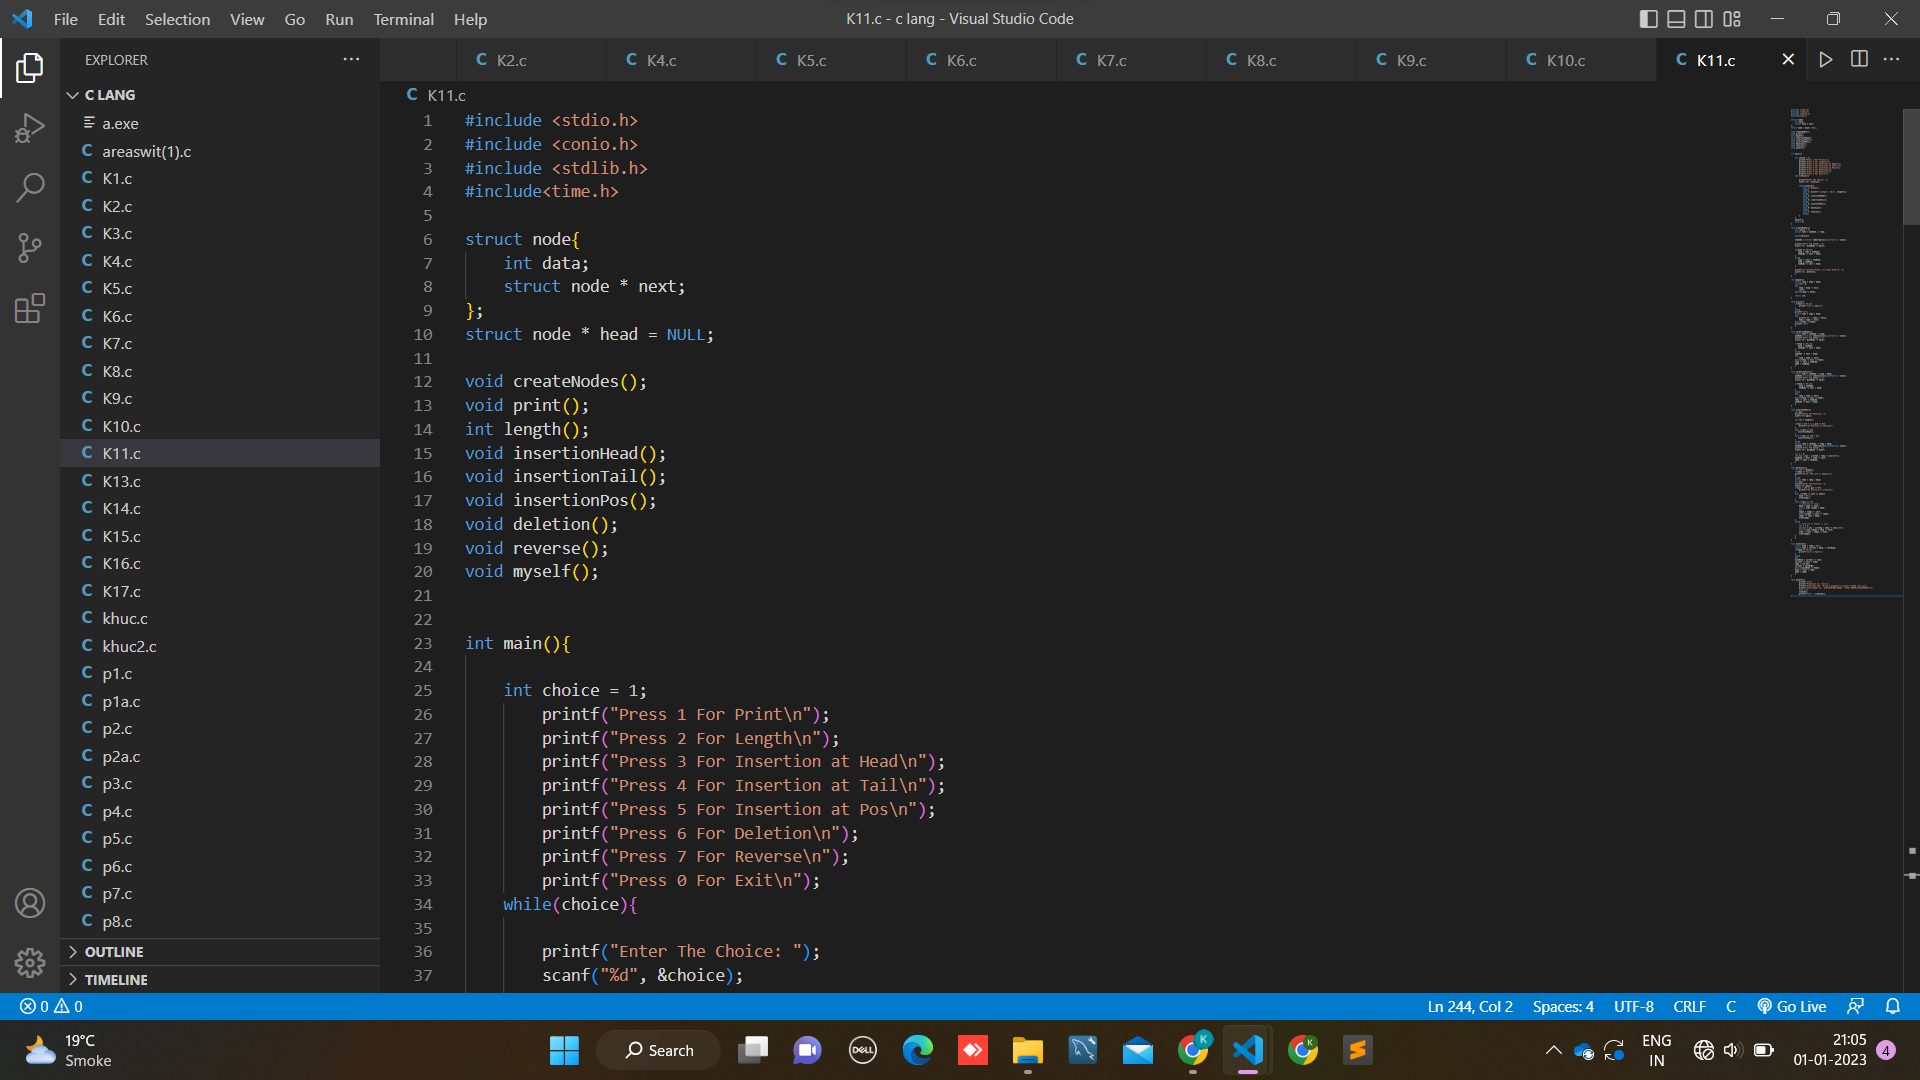 File Edit Selection View Go Run Terminal Help
K11.c - c lang - Visual Studio Code
EXPLORER
C LANG
a.exe
C areaswit(1).c
C K1.c
C K2.c
C K3.c
C K4.c
C K5.c
C K6.c
C K7.c
C K8.c
C K9.c
C K10.c
C K11.c
C K13.c
C K14.c
C K15.c
C K16.c
C K17.c
C khuc.c
C khuc2.c
C p1.c
C p1a.c
C p2.c
C p2a.c
C p3.c
C p4.c
C p5.c
C p6.c
C p7.c
C p8.c
OUTLINE
TIMELINE
C K2.c C K4.c C K5.c C K6.c C K7.c C K8.c C K9.c C K10.c C K11.c
C K11.c
1 #include <stdio.h>
2 #include <conio.h>
3 #include <stdlib.h>
4 #include<time.h>
5
6 struct node{
7 int data;
8 struct node * next;
9 };
10 struct node * head = NULL;
11
12 void createNodes();
13 void print();
14 int length();
15 void insertionHead();
16 void insertionTail();
17 void insertionPos();
18 void deletion();
19 void reverse();
20 void myself();
21
22
23 int main(){
24
25 int choice = 1;
26 printf("Press 1 For Print\n");
27 printf("Press 2 For Length\n");
28 printf("Press 3 For Insertion at Head\n");
29 printf("Press 4 For Insertion at Tail\n");
30 printf("Press 5 For Insertion at Pos\n");
31 printf("Press 6 For Deletion\n");
32 printf("Press 7 For Reverse\n");
33 printf("Press 0 For Exit\n");
34 while(choice){
35
36 printf("Enter The Choice: ");
37 scanf("%d", &choice);
0 0
Ln 244, Col 2 Spaces: 4 UTF-8 CRLF C Go Live
19°C
Smoke
Search
DELL
K
K
ENG
IN
21:05
01-01-2023
4